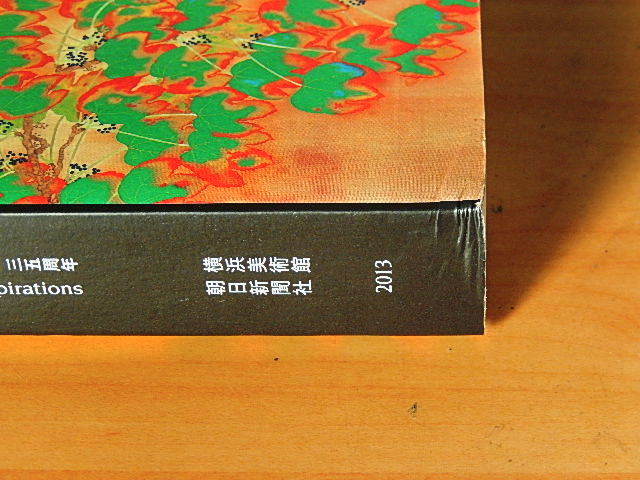 三五周年
pirations
横浜美術館
朝日新聞社
2013